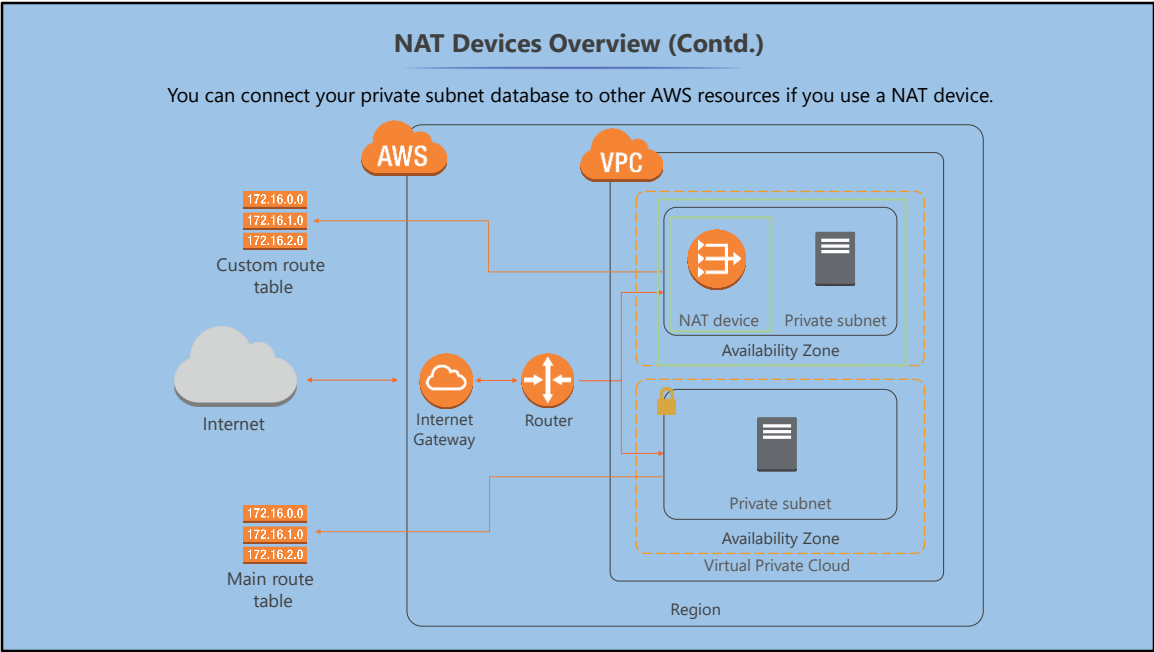 NAT Devices Overview (Contd.)
You can connect your private subnet database to other AWS resources if you use a NAT device.
AWS
VPC
172.16.0.0
172.16.1.0
172.16.2.0
Custom route
table
NAT device
Private subnet
Availability Zone
Internet
Internet
Gateway
Router
Private subnet
Availability Zone
Virtual Private Cloud
172.16.0.0
172.16.1.0
172.16.2.0
Main route
table
Region